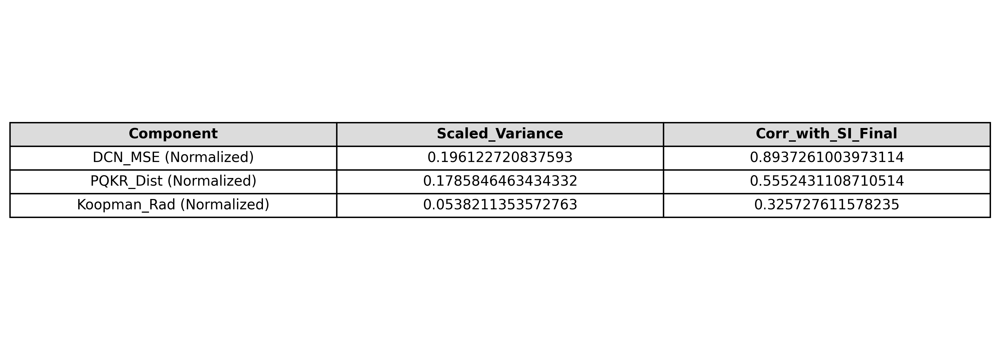 Component Scaled_Variance Corr_with_SI_Final
DCN_MSE (Normalized) 0.196122720837593 0.8937261003973114
PQKR_Dist (Normalized) 0.1785846463434332 0.5552431108710514
Koopman_Rad (Normalized) 0.0538211353572763 0.325727611578235